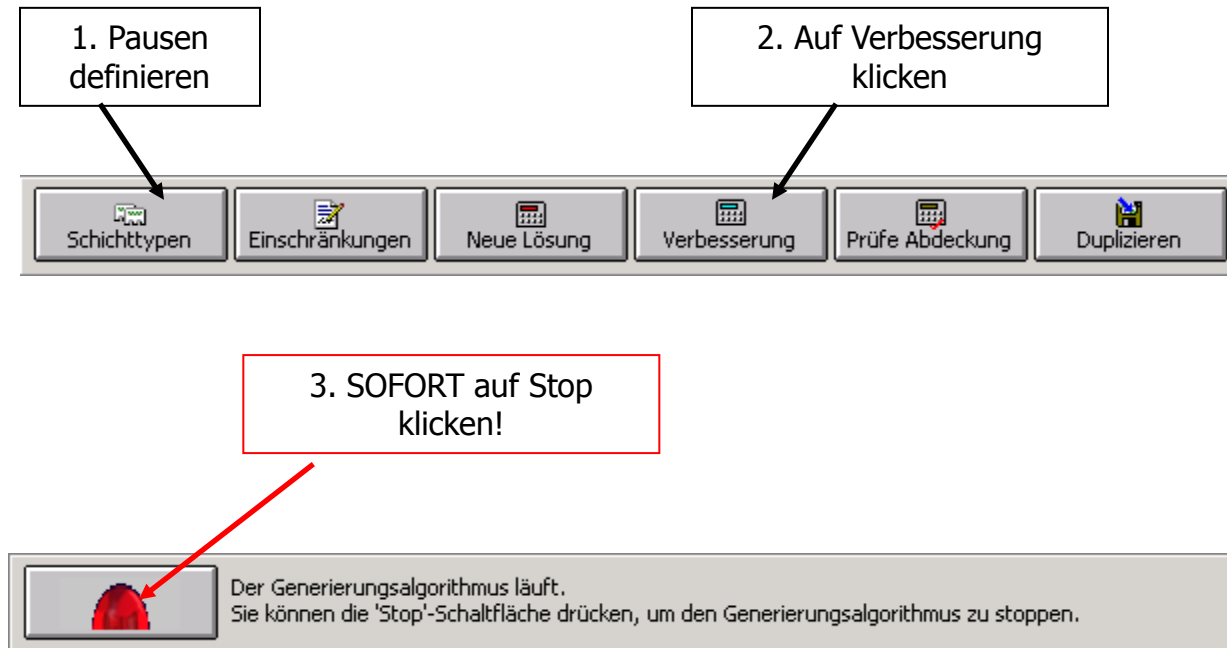 1. Pausen
definieren
2. Auf Verbesserung
klicken
Schichttypen
Einschränkungen
Neue Lösung
Verbesserung
Prüfe Abdeckung
Duplizieren
3. SOFORT auf Stop
klicken!
Der Generierungsalgorithmus läuft.
Sie können die 'Stop'-Schaltfläche drücken, um den Generierungsalgorithmus zu stoppen.